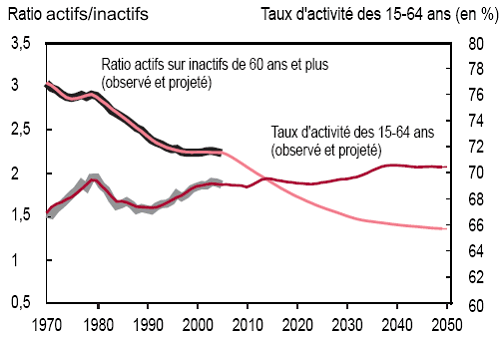 Ratio actifs/inactifs
Taux d'activité des 15-64 ans (en %)
3,5
3
2,5
2
1,5
1
0,5
Ratio actifs sur inactifs de 60 ans et plus
(observé et projeté)
Taux d'activité des 15-64 ans
(observé et projeté)
80
78
76
74
72
70
68
66
64
62
60
1970 1980 1990 2000 2010 2020 2030 2040 2050